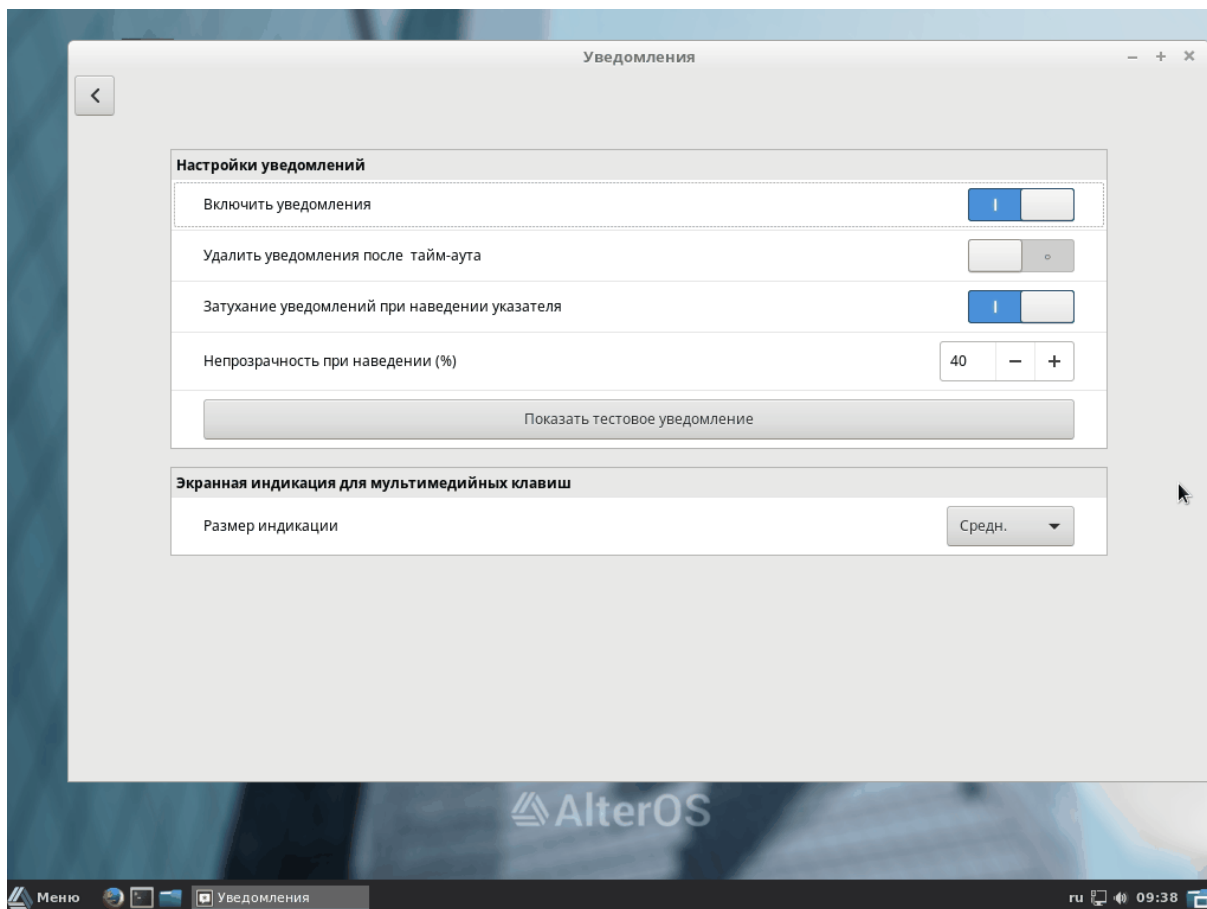 Уведомления
Настройки уведомлений
Включить уведомления
Удалить уведомления после тайм-аута
Затухание уведомлений при наведении указателя
Непрозрачность при наведении (%)
40
Показать тестовое уведомление
Экранная индикация для мультимедийных клавиш
Размер индикации
Средн.
AlterOS
Меню
Уведомления
ru
09:38